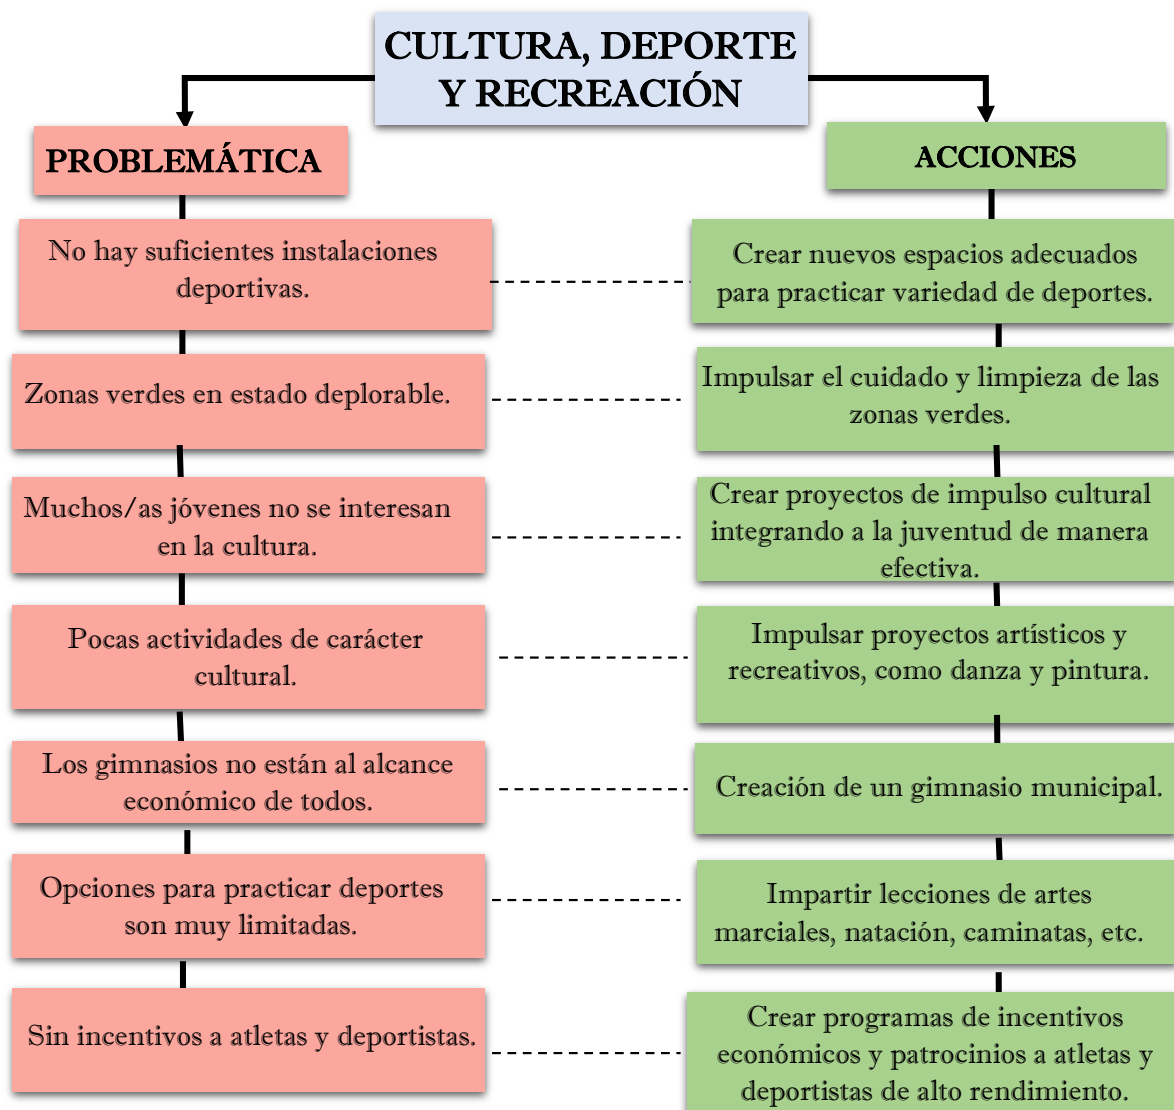 CULTURA, DEPORTE
Y RECREACIÓN
PROBLEMÁTICA
ACCIONES
No hay suficientes instalaciones
deportivas.
Crear nuevos espacios adecuados
para practicar variedad de deportes.
Zonas verdes en estado deplorable.
Impulsar el cuidado y limpieza de las
zonas verdes.
Muchos/as jóvenes no se interesan
en la cultura.
Crear proyectos de impulso cultural
integrando a la juventud de manera
efectiva.
Pocas actividades de carácter
cultural.
Impulsar proyectos artísticos y
recreativos, como danza y pintura.
Los gimnasios no están al alcance
económico de todos.
Creación de un gimnasio municipal.
Opciones para practicar deportes
son muy limitadas.
Impartir lecciones de artes
marciales, natación, caminatas, etc.
Sin incentivos a atletas y deportistas.
Crear programas de incentivos
económicos y patrocinios a atletas y
deportistas de alto rendimiento.